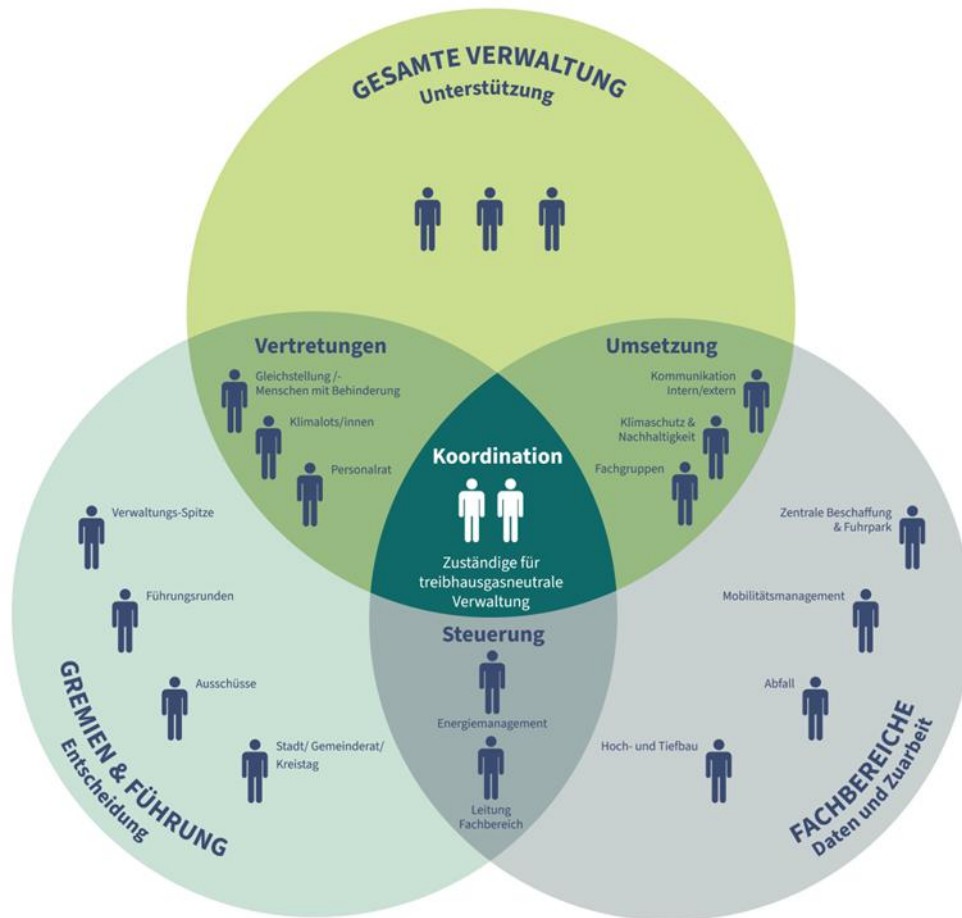 GESAMTE VERWALTUNG
Unterstützung
Vertretungen
Gleichstellung /-
Menschen mit Behinderung
Klimalots/innen
Personalrat
Umsetzung
Kommunikation
Intern/extern
Klimaschutz &
Nachhaltigkeit
Fachgruppen
Koordination
Zuständige für
treibhausgasneutrale
Verwaltung
Verwaltungs-Spitze
Führungsrunden
Ausschüsse
Stadt/ Gemeinderat/
Kreistag
GREMIEN & FÜHRUNG
Entscheidung
Steuerung
Energiemanagement
Leitung
Fachbereich
Zentrale Beschaffung
& Fuhrpark
Mobilitätsmanagement
Abfall
Hoch- und Tiefbau
FACHBEREICHE
Daten und Zuarbeit